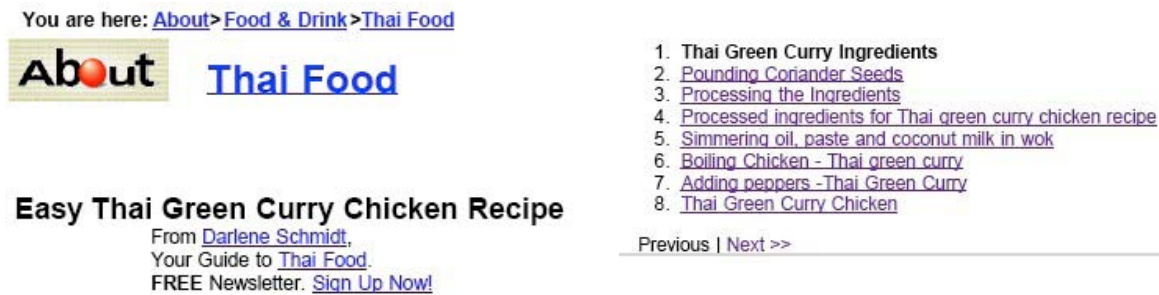 You are here: About>Food & Drink>Thai Food
About Thai Food
Easy Thai Green Curry Chicken Recipe
From Darlene Schmidt,
Your Guide to Thai Food.
FREE Newsletter. Sign Up Now!
1. Thai Green Curry Ingredients
2. Pounding Coriander Seeds
3. Processing the Ingredients
4. Processed ingredients for Thai green curry chicken recipe
5. Simmering oil, paste and coconut milk in wok
6. Boiling Chicken - Thai green curry
7. Adding peppers -Thai Green Curry
8. Thai Green Curry Chicken
Previous | Next >>